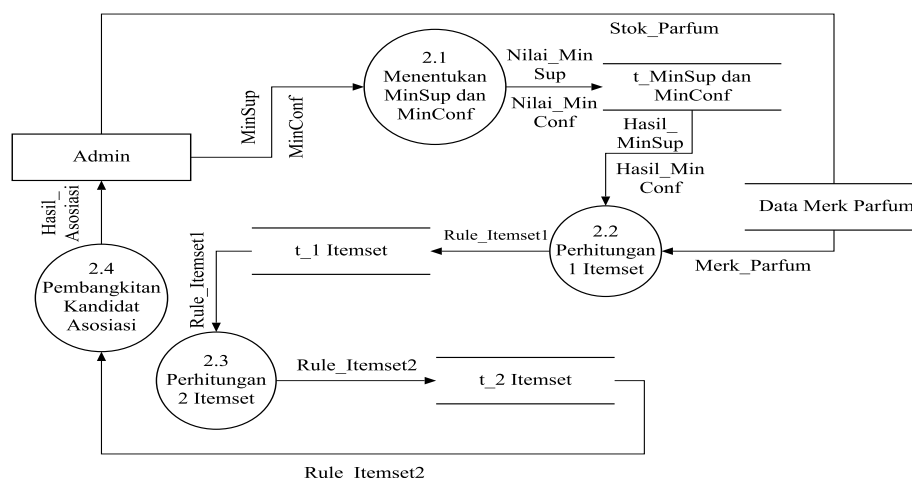 Stok_Parfum
2.1
Menentukan
MinSup dan
MinConf
Nilai_Min
Sup
Nilai_Min
Conf
t_MinSup dan
MinConf
MinSup
MinConf
Hasil_
MinSup
Hasil_Min
Conf
Admin
Hasil_
Asosiasi
Data Merk Parfum
2.2
Perhitungan
1 Itemset
Merk_Parfum
Rule_Itemset1
t_1 Itemset
Rule_Itemset1
2.4
Pembangkitan
Kandidat
Asosiasi
2.3
Perhitungan
2 Itemset
Rule_Itemset2
t_2 Itemset
Rule_Itemset2